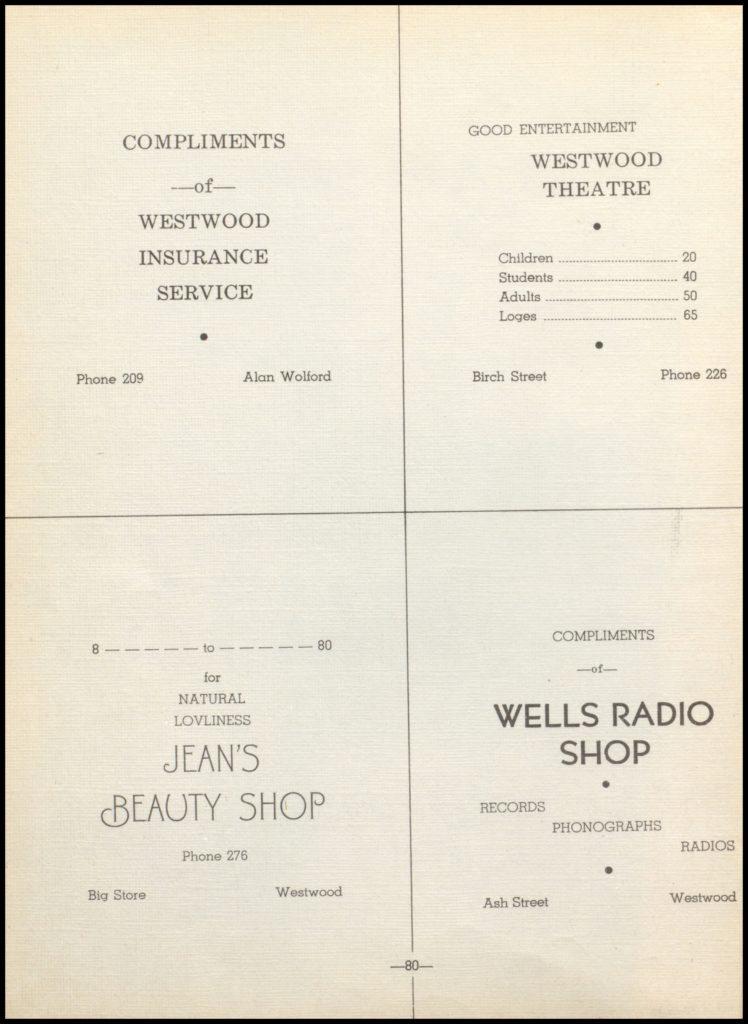 COMPLIMENTS
—of—
WESTWOOD
INSURANCE
SERVICE
•
Phone 209 Alan Wolford
GOOD ENTERTAINMENT
WESTWOOD
THEATRE
•
Children ........................................ 20
Students ........................................ 40
Adults ............................................ 50
Loges ............................................ 65
•
Birch Street Phone 226
8 — — — — — — to — — — — — — 80
for
NATURAL
LOVLINESS
JEAN'S
BEAUTY SHOP
Phone 276
Big Store Westwood
COMPLIMENTS
—of—
WELLS RADIO
SHOP
•
RECORDS
PHONOGRAPHS
RADIOS
•
Ash Street Westwood
—80—